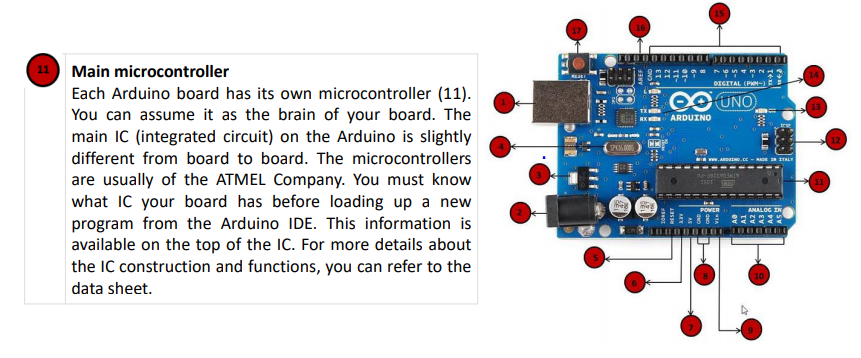 11
Main microcontroller
Each Arduino board has its own microcontroller (11).
You can assume it as the brain of your board. The
main IC (integrated circuit) on the Arduino is slightly
different from board to board. The microcontrollers
are usually of the ATMEL Company. You must know
what IC your board has before loading up a new
program from the Arduino IDE. This information is
available on the top of the IC. For more details about
the IC construction and functions, you can refer to the
data sheet.
17
16
15
14
13
12
11
10
9
8
7
6
5
4
3
2
1
RESET
AREF
GND
13
12
~11
~10
~9
8
7
~6
~5
4
~3
2
DIGITAL (PWM~)
L
TX
RX
UNO
ARDUINO
WWW.ARDUINO.CC - MADE IN ITALY
POWER
ANALOG IN
IOREF
RESET
3.3V
5V
GND
GND
Vin
A0
A1
A2
A3
A4
A5